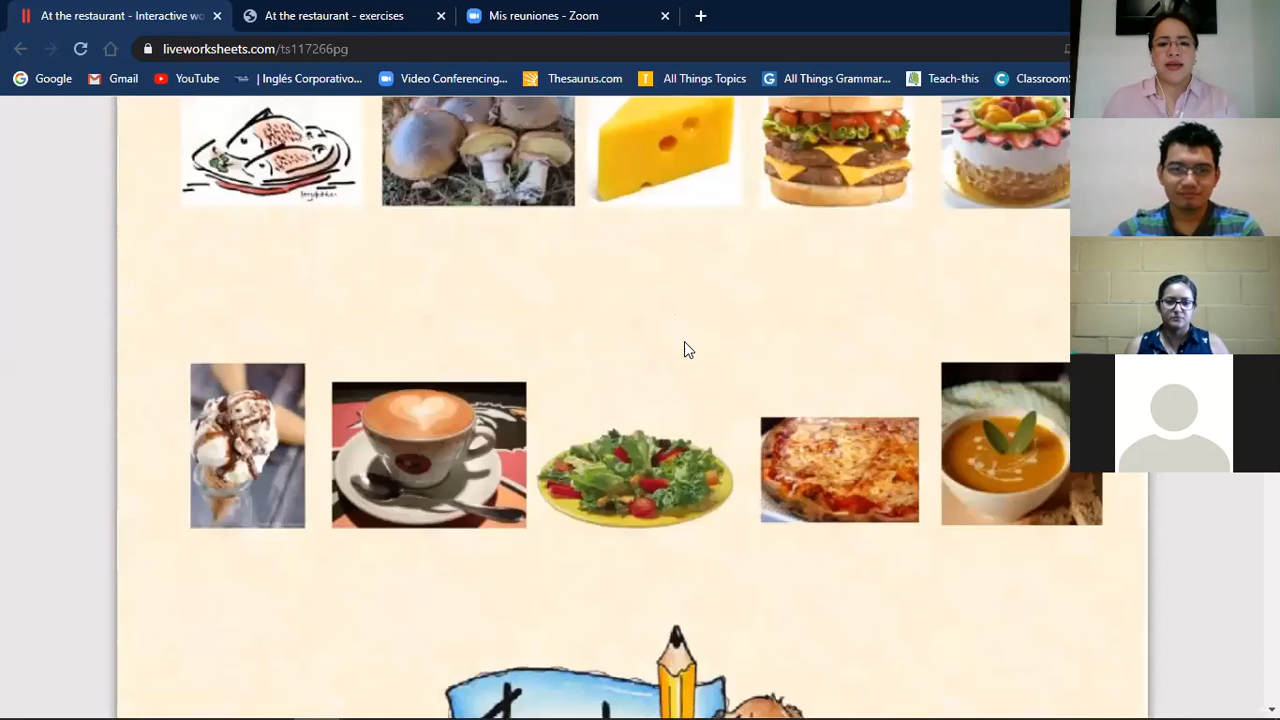 At the restaurant - Interactive wo
At the restaurant - exercises
Mis reuniones - Zoom
liveworksheets.com/ts117266pg
Google
Gmail
YouTube
| Inglés Corporativo...
Video Conferencing...
Thesaurus.com
All Things Topics
All Things Grammar...
Teach-this
ClassroomS